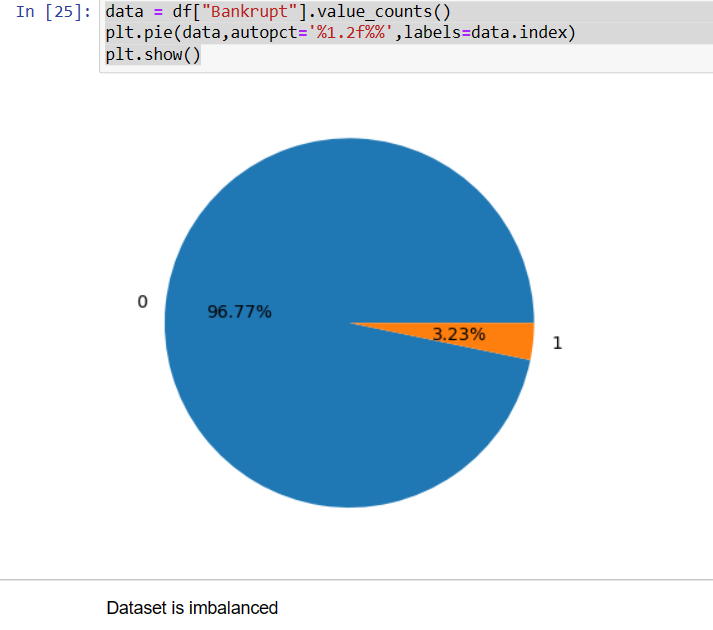 In [25]: data = df["Bankrupt"].value_counts()
plt.pie(data,autopct='%1.2f%%',labels=data.index)
plt.show()
0
96.77%
3.23%
1
Dataset is imbalanced